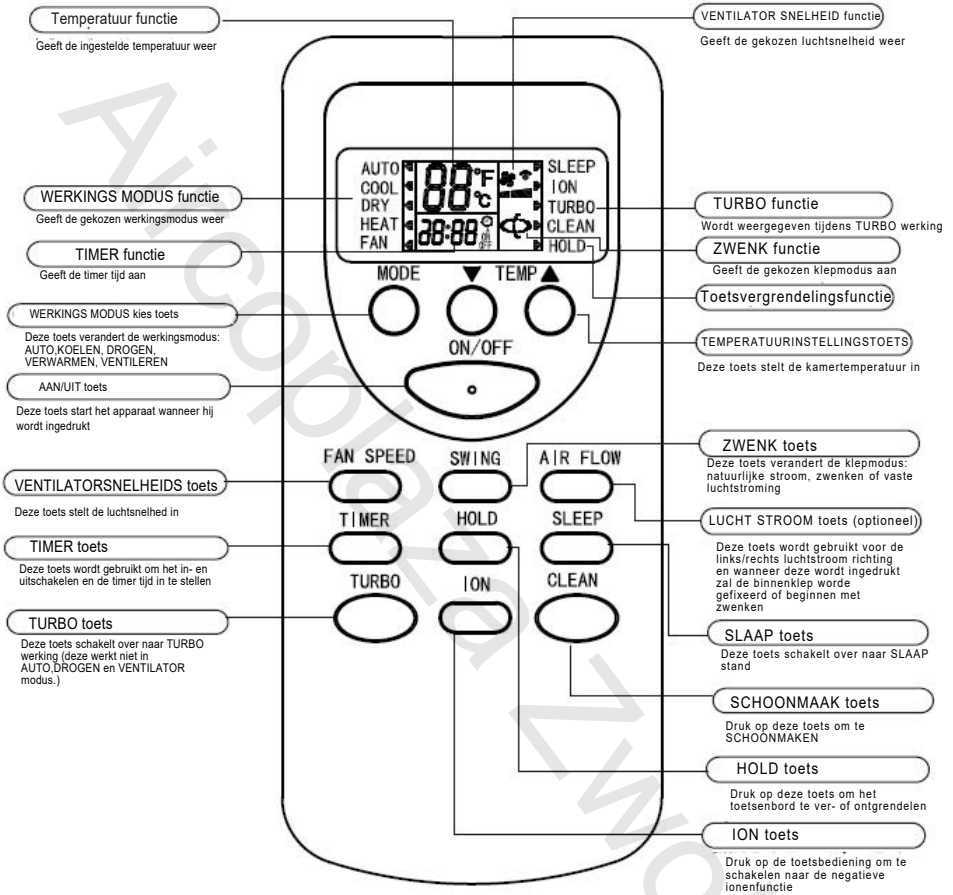 Temperatuur functie
Geeft de ingestelde temperatuur weer
WERKINGS MODUS functie
Geeft de gekozen werkingsmodus weer
TIMER functie
Geeft de timer tijd aan
WERKINGS MODUS kies toets
Deze toets verandert de werkingsmodus:
AUTO,KOELEN, DROGEN,
VERWARMEN, VENTILEREN
AAN/UIT toets
Deze toets start het apparaat wanneer hij
wordt ingedrukt
VENTILATORSNELHEIDS toets
Deze toets stelt de luchtsnelhed in
TIMER toets
Deze toets wordt gebruikt om het in- en
uitschakelen en de timer tijd in te stellen
TURBO toets
Deze toets schakelt over naar TURBO
werking (deze werkt niet in
AUTO,DROGEN en VENTILATOR
modus.)
AUTO
COOL
DRY
HEAT
FAN
88°F
°C
88:88
SLEEP
ION
TURBO
CLEAN
HOLD
MODE ▼ TEMP ▲
ON/OFF
FAN SPEED SWING AIR FLOW
TIMER HOLD SLEEP
TURBO ION CLEAN
VENTILATOR SNELHEID functie
Geeft de gekozen luchtsnelheid weer
TURBO functie
Wordt weergegeven tijdens TURBO werking
ZWENK functie
Geeft de gekozen klepmodus aan
Toetsvergrendelingsfunctie
TEMPERATUURINSTELLINGSTOETS
Deze toets stelt de kamertemperatuur in
ZWENK toets
Deze toets verandert de klepmodus:
natuurlijke stroom, zwenken of vaste
luchtstroming
LUCHT STROOM toets (optioneel)
Deze toets wordt gebruikt voor de
links/rechts luchtstroom richting
en wanneer deze wordt ingedrukt
zal de binnenklep worde
gefixeerd of beginnen met
zwenken
SLAAP toets
Deze toets schakelt over naar SLAAP
stand
SCHOONMAAK toets
Druk op deze toets om te
SCHOONMAKEN
HOLD toets
Druk op deze toets om het
toetsenbord te ver- of ontgrendelen
ION toets
Druk op de toetsbediening om te
schakelen naar de negatieve
ionenfunctie
Aircoplaza Zwo